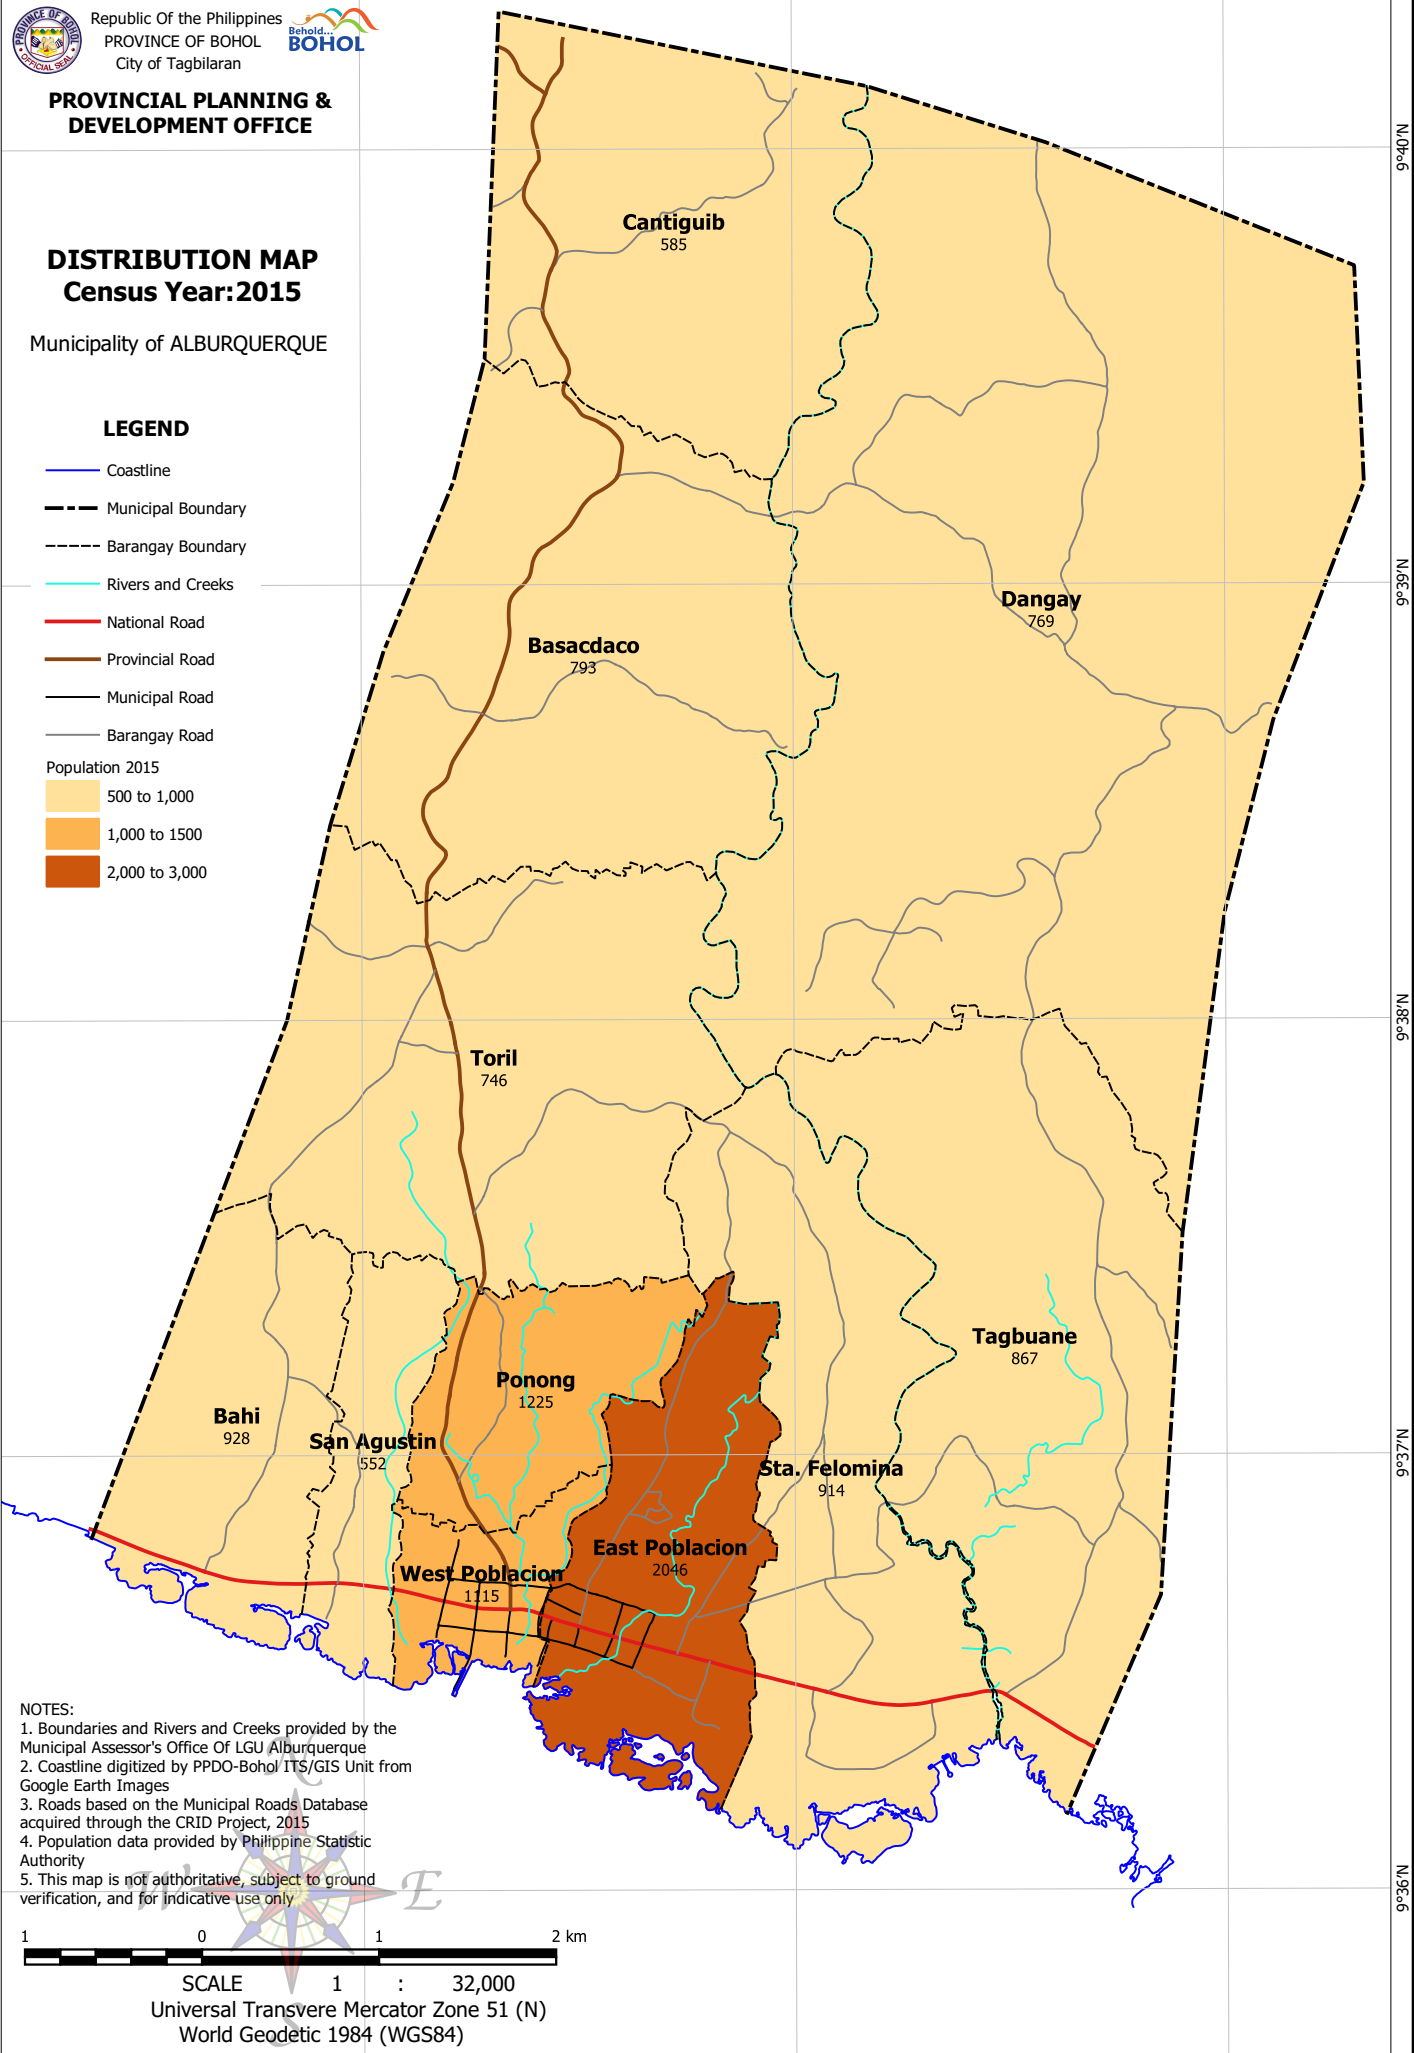 Republic Of the Philippines
PROVINCE OF BOHOL
City of Tagbilaran
PROVINCE OF BOHOL
OFFICIAL SEAL
Behold...
BOHOL
PROVINCIAL PLANNING &
DEVELOPMENT OFFICE
DISTRIBUTION MAP
Census Year:2015
Municipality of ALBURQUERQUE
LEGEND
Coastline
Municipal Boundary
Barangay Boundary
Rivers and Creeks
National Road
Provincial Road
Municipal Road
Barangay Road
Population 2015
500 to 1,000
1,000 to 1500
2,000 to 3,000
Cantiguib
585
Dangay
769
Basacdaco
793
Toril
746
Tagbuane
867
Ponong
1225
Bahi
928
San Agustin
552
Sta. Felomina
914
East Poblacion
2046
West Poblacion
1115
9°40'N
9°39'N
9°38'N
9°37'N
9°36'N
NOTES:
1. Boundaries and Rivers and Creeks provided by the
Municipal Assessor's Office Of LGU Alburquerque
2. Coastline digitized by PPDO-Bohol ITS/GIS Unit from
Google Earth Images
3. Roads based on the Municipal Roads Database
acquired through the CRID Project, 2015
4. Population data provided by Philippine Statistic
Authority
5. This map is not authoritative, subject to ground
verification, and for indicative use only
N
W
E
S
1 0 1 2 km
SCALE 1 : 32,000
Universal Transvere Mercator Zone 51 (N)
World Geodetic 1984 (WGS84)